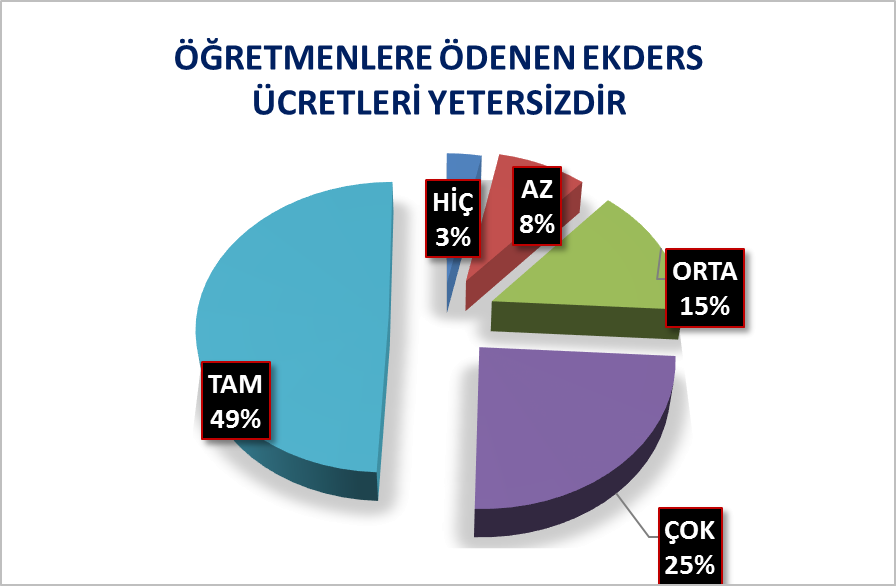 ÖĞRETMENLERE ÖDENEN EKDERS
ÜCRETLERİ YETERSİZDİR
HİÇ
3%
AZ
8%
ORTA
15%
TAM
49%
ÇOK
25%